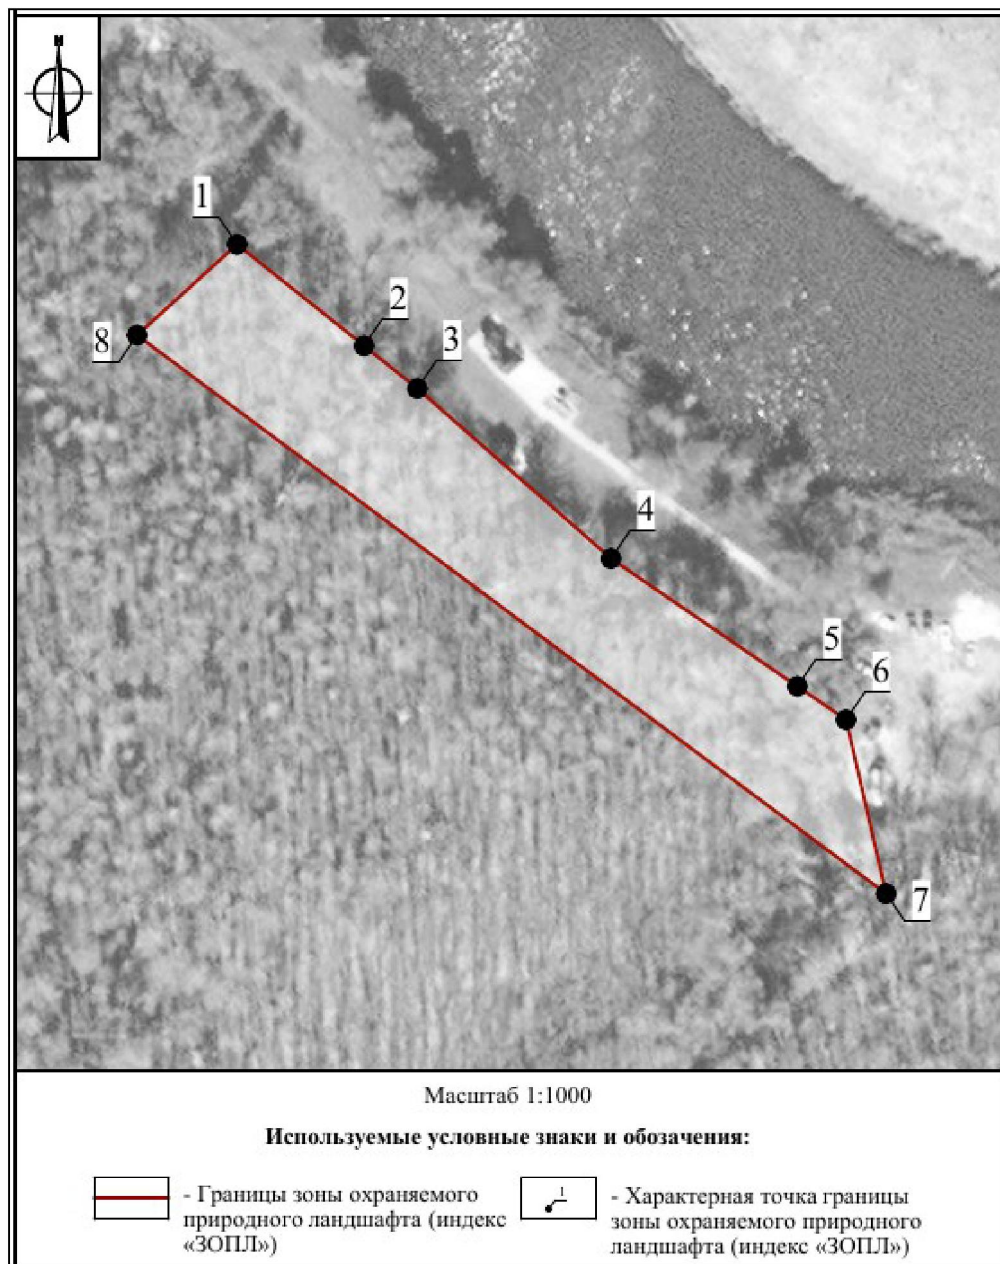 N
1
2
3
8
4
5
6
7
Масштаб 1:1000
Используемые условные знаки и обозачения:
- Границы зоны охраняемого
природного ландшафта (индекс
«ЗОПЛ»)
1
- Характерная точка границы
зоны охраняемого природного
ландшафта (индекс «ЗОПЛ»)